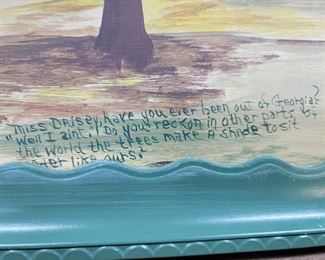 "Miss Daisey, have you ever been out of Georgia?
"Well I aint! Do you reckon in other parts of
the world the trees make A shade to sit
under like ours?